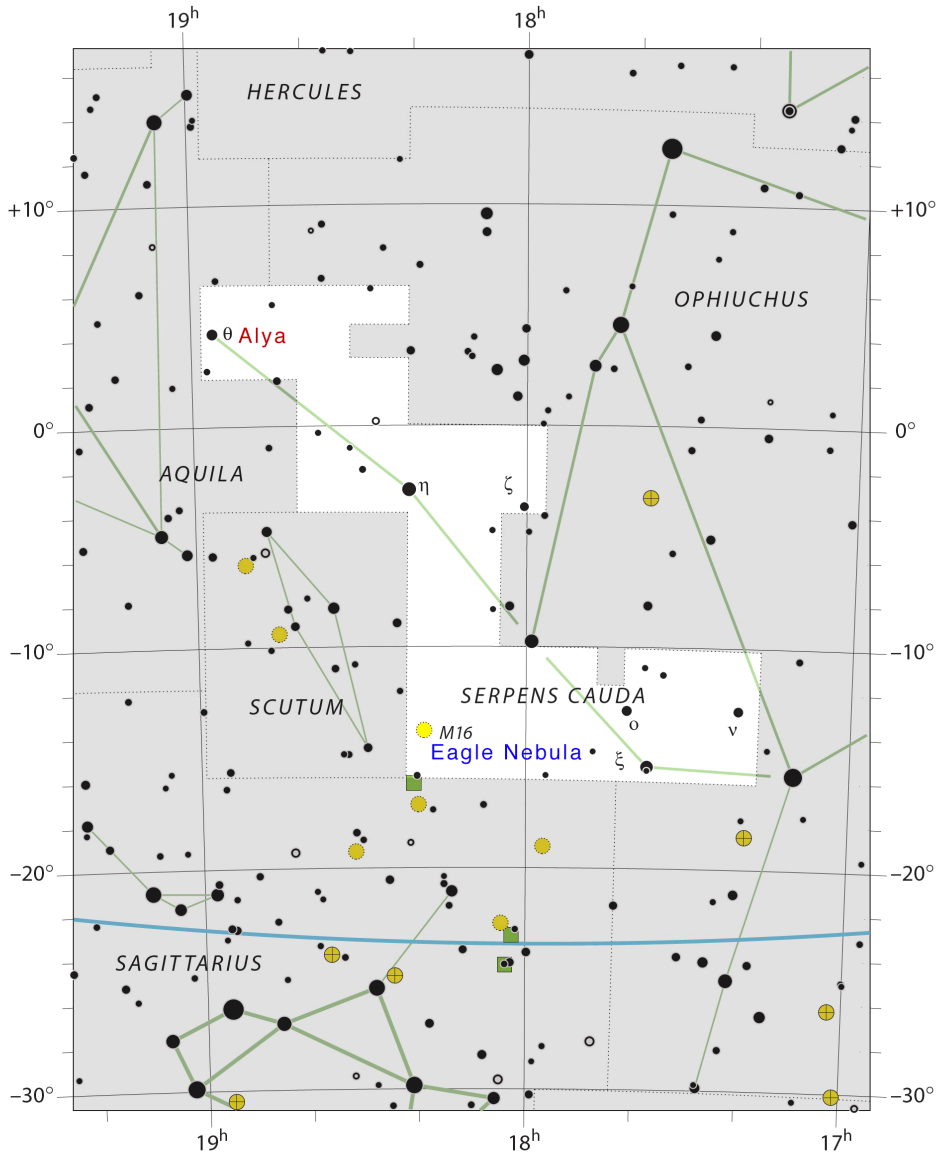 19h 18h
HERCULES
+10° +10°
OPHIUCHUS
θ Alya
0° 0°
AQUILA
η ζ
−10° −10°
SERPENS CAUDA
SCUTUM
ο ν
M16
Eagle Nebula ξ
−20° −20°
SAGITTARIUS
−30° −30°
19h 18h 17h